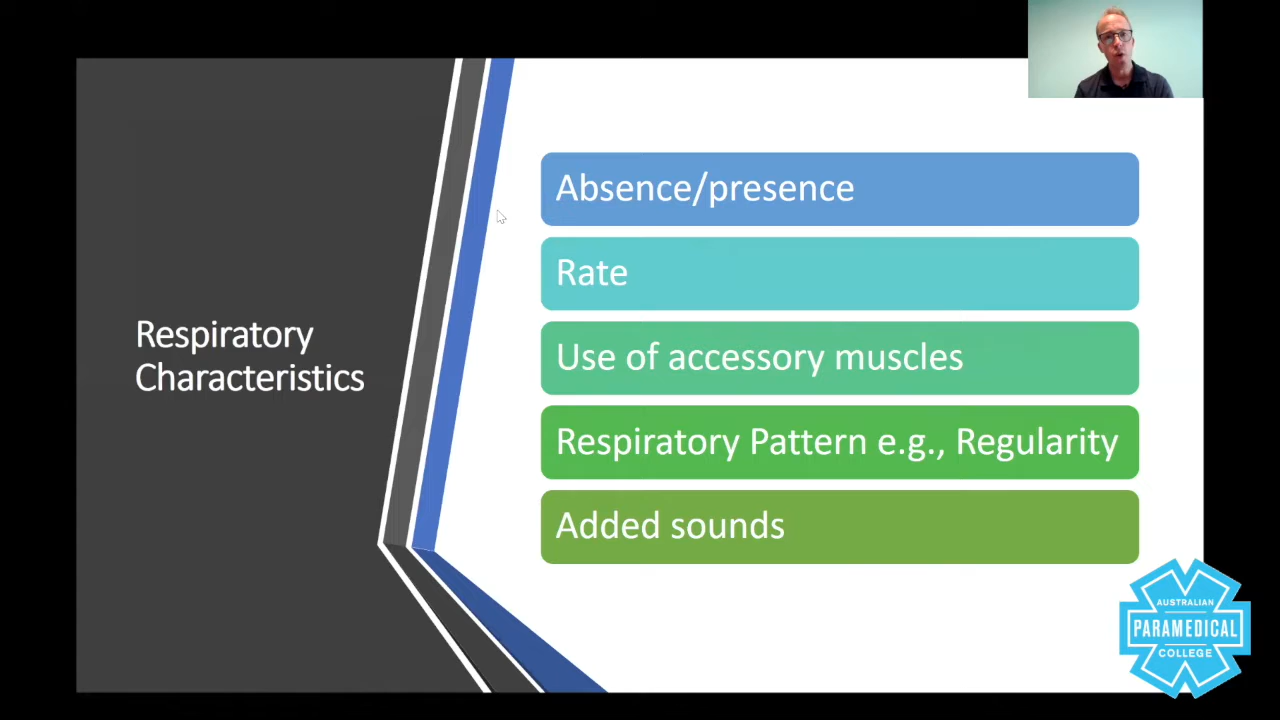 Respiratory
Characteristics
Absence/presence
Rate
Use of accessory muscles
Respiratory Pattern e.g., Regularity
Added sounds
AUSTRALIAN
PARAMEDICAL
COLLEGE